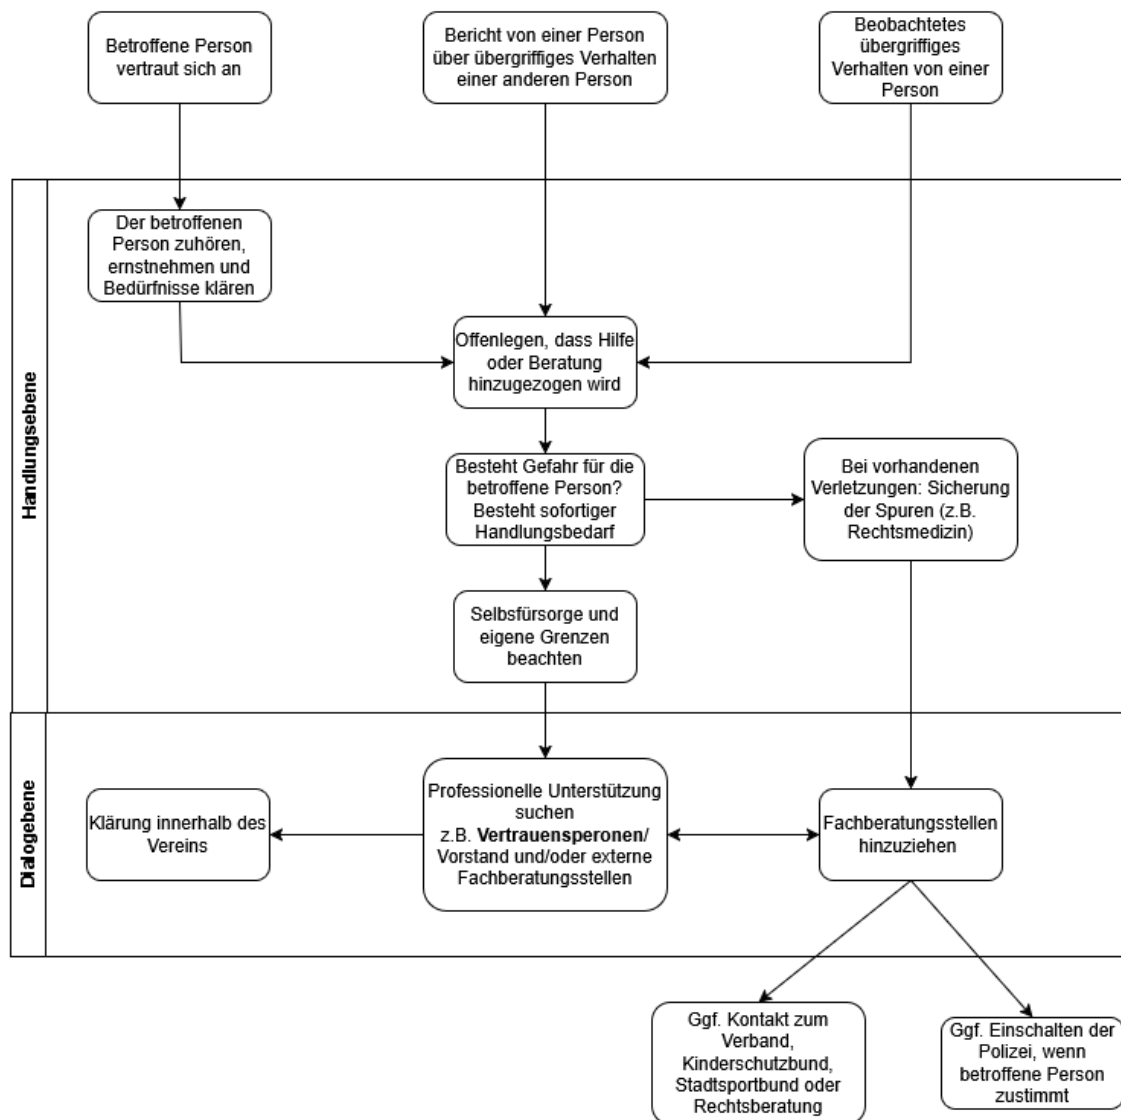 Betroffene Person
vertraut sich an
Bericht von einer Person
über übergriffiges Verhalten
einer anderen Person
Beobachtetes
übergriffiges
Verhalten von einer
Person
Handlungsebene
Der betroffenen
Person zuhören,
ernstnehmen und
Bedürfnisse klären
Offenlegen, dass Hilfe
oder Beratung
hinzugezogen wird
Besteht Gefahr für die
betroffene Person?
Besteht sofortiger
Handlungsbedarf
Bei vorhandenen
Verletzungen: Sicherung
der Spuren (z.B.
Rechtsmedizin)
Selbsfürsorge und
eigene Grenzen
beachten
Dialogebene
Klärung innerhalb des
Vereins
Professionelle Unterstützung
suchen
z.B. Vertrauensperonen/
Vorstand und/oder externe
Fachberatungsstellen
Fachberatungsstellen
hinzuziehen
Ggf. Kontakt zum
Verband,
Kinderschutzbund,
Stadtsportbund oder
Rechtsberatung
Ggf. Einschalten der
Polizei, wenn
betroffene Person
zustimmt